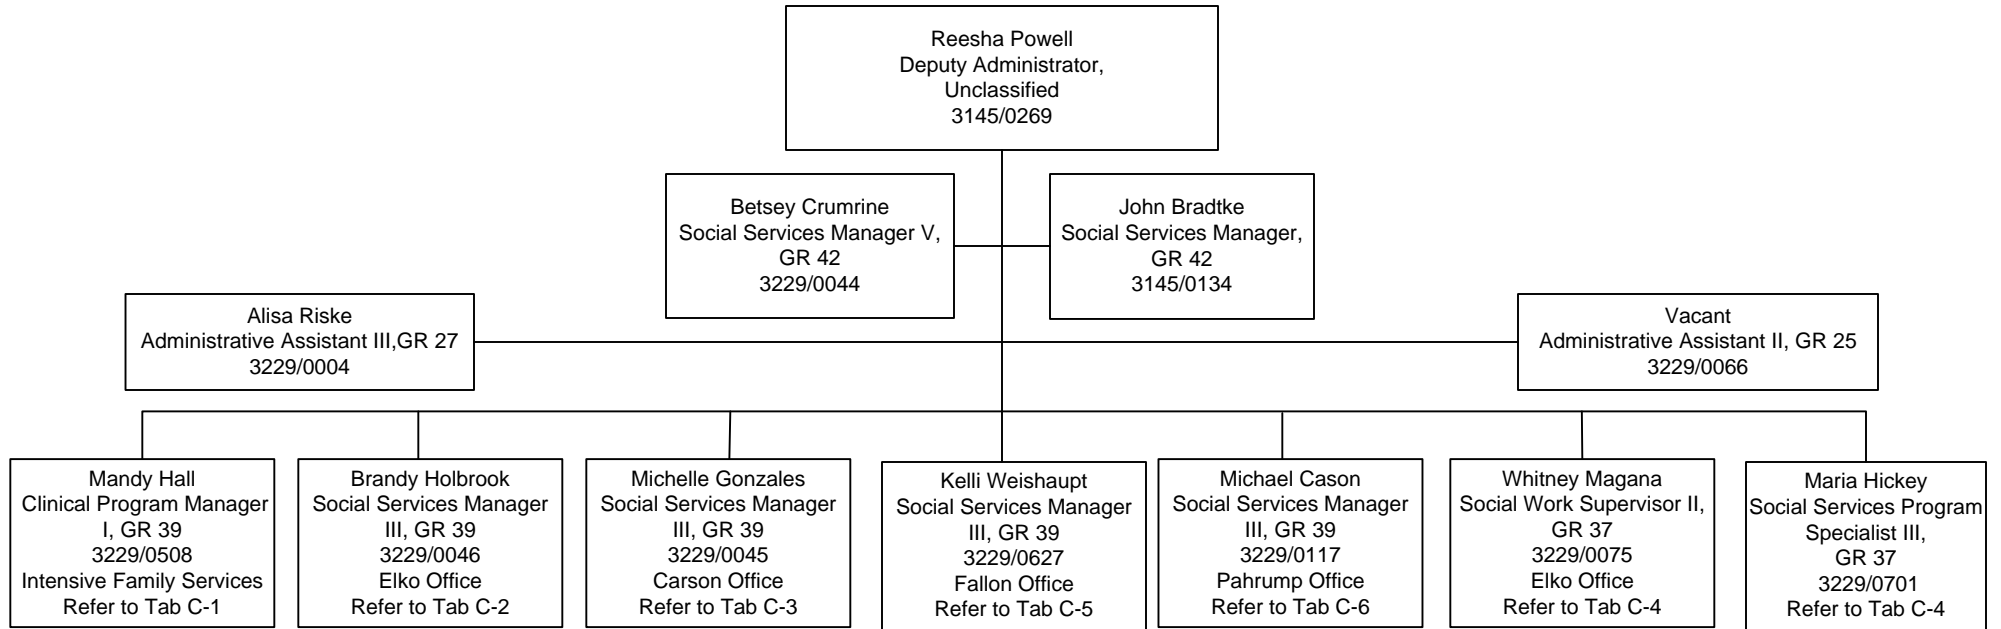 Reesha Powell
Deputy Administrator,
Unclassified
3145/0269
Betsey Crumrine
Social Services Manager V,
GR 42
3229/0044
John Bradtke
Social Services Manager,
GR 42
3145/0134
Alisa Riske
Administrative Assistant III,GR 27
3229/0004
Vacant
Administrative Assistant II, GR 25
3229/0066
Mandy Hall
Clinical Program Manager
I, GR 39
3229/0508
Intensive Family Services
Refer to Tab C-1
Brandy Holbrook
Social Services Manager
III, GR 39
3229/0046
Elko Office
Refer to Tab C-2
Michelle Gonzales
Social Services Manager
III, GR 39
3229/0045
Carson Office
Refer to Tab C-3
Kelli Weishaupt
Social Services Manager
III, GR 39
3229/0627
Fallon Office
Refer to Tab C-5
Michael Cason
Social Services Manager
III, GR 39
3229/0117
Pahrump Office
Refer to Tab C-6
Whitney Magana
Social Work Supervisor II,
GR 37
3229/0075
Elko Office
Refer to Tab C-4
Maria Hickey
Social Services Program
Specialist III,
GR 37
3229/0701
Refer to Tab C-4